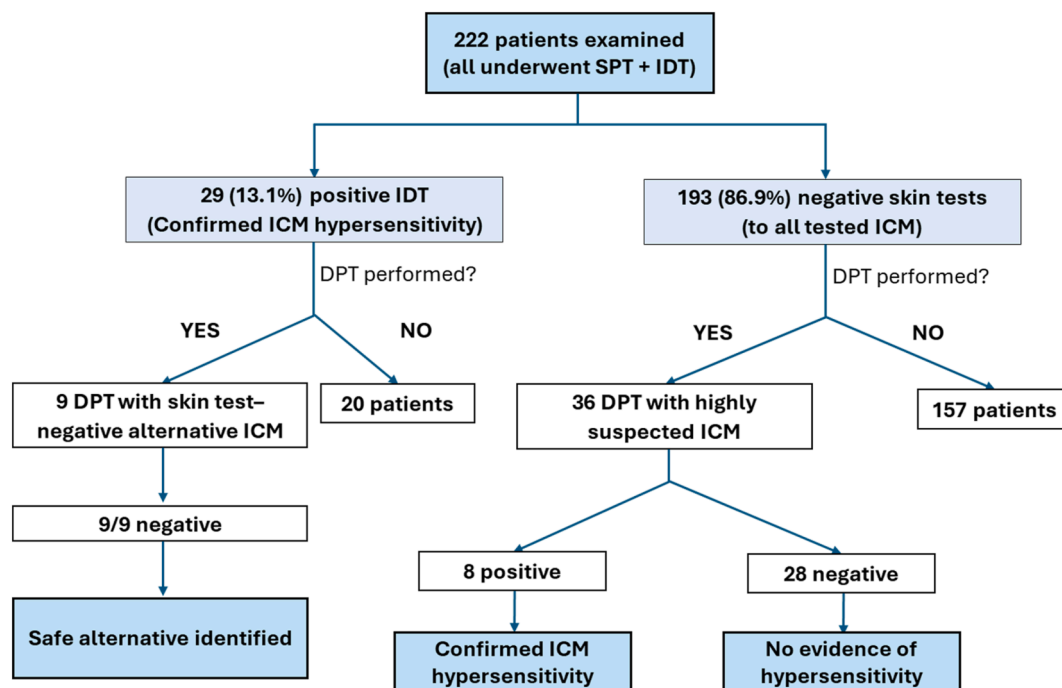 222 patients examined
(all underwent SPT + IDT)
29 (13.1%) positive IDT
(Confirmed ICM hypersensitivity)
193 (86.9%) negative skin tests
(to all tested ICM)
DPT performed?
DPT performed?
YES
NO
YES
NO
9 DPT with skin test–
negative alternative ICM
20 patients
36 DPT with highly
suspected ICM
157 patients
9/9 negative
8 positive
28 negative
Safe alternative identified
Confirmed ICM
hypersensitivity
No evidence of
hypersensitivity